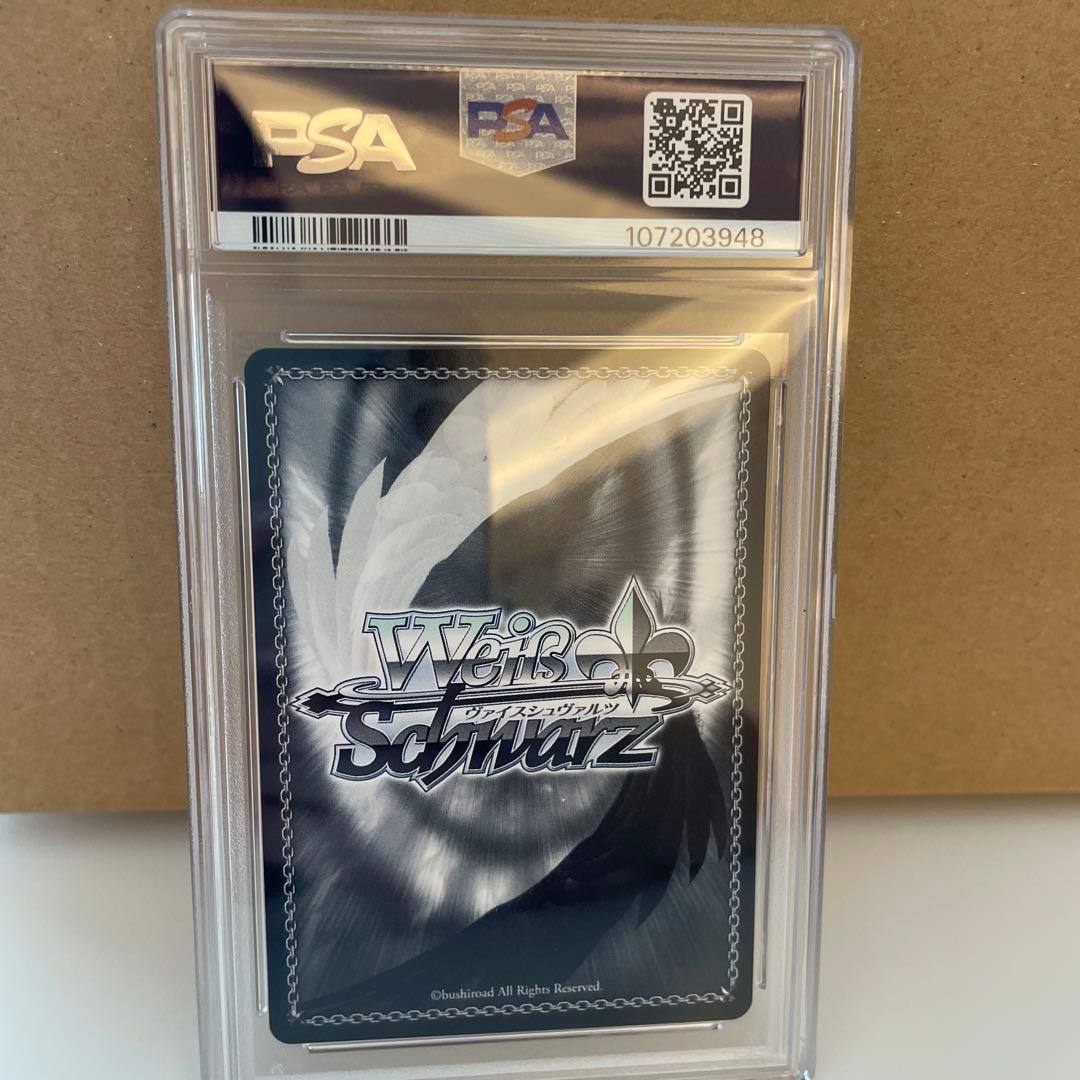 PSA
PSA
107203948
Weiß
ヴァイスシュヴァルツ
Schwarz
©bushiroad All Rights Reserved.